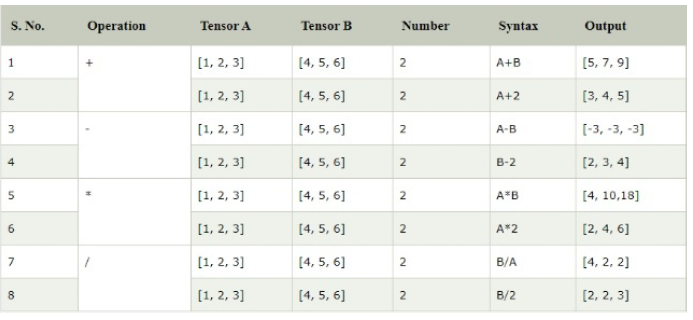 S. No. Operation Tensor A Tensor B Number Syntax Output
1 + [1, 2, 3] [4, 5, 6] 2 A+B [5, 7, 9]
2 [1, 2, 3] [4, 5, 6] 2 A+2 [3, 4, 5]
3 - [1, 2, 3] [4, 5, 6] 2 A-B [-3, -3, -3]
4 [1, 2, 3] [4, 5, 6] 2 B-2 [2, 3, 4]
5 * [1, 2, 3] [4, 5, 6] 2 A*B [4, 10,18]
6 [1, 2, 3] [4, 5, 6] 2 A*2 [2, 4, 6]
7 / [1, 2, 3] [4, 5, 6] 2 B/A [4, 2, 2]
8 [1, 2, 3] [4, 5, 6] 2 B/2 [2, 2, 3]